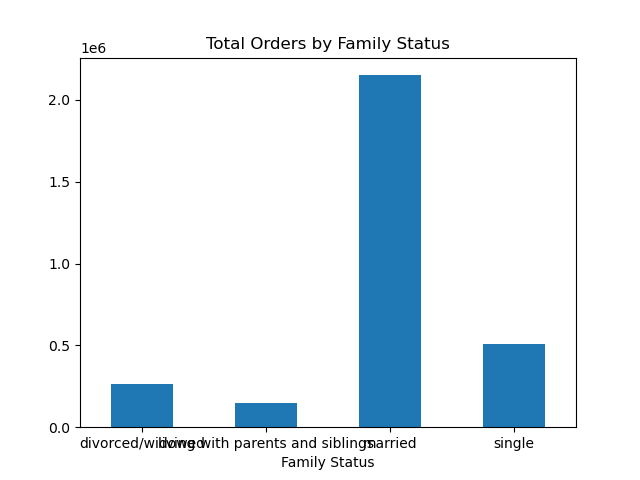 Total Orders by Family Status
1e6
2.0
1.5
1.0
0.5
0.0
divorced/widowed living with parents and siblings married single
Family Status